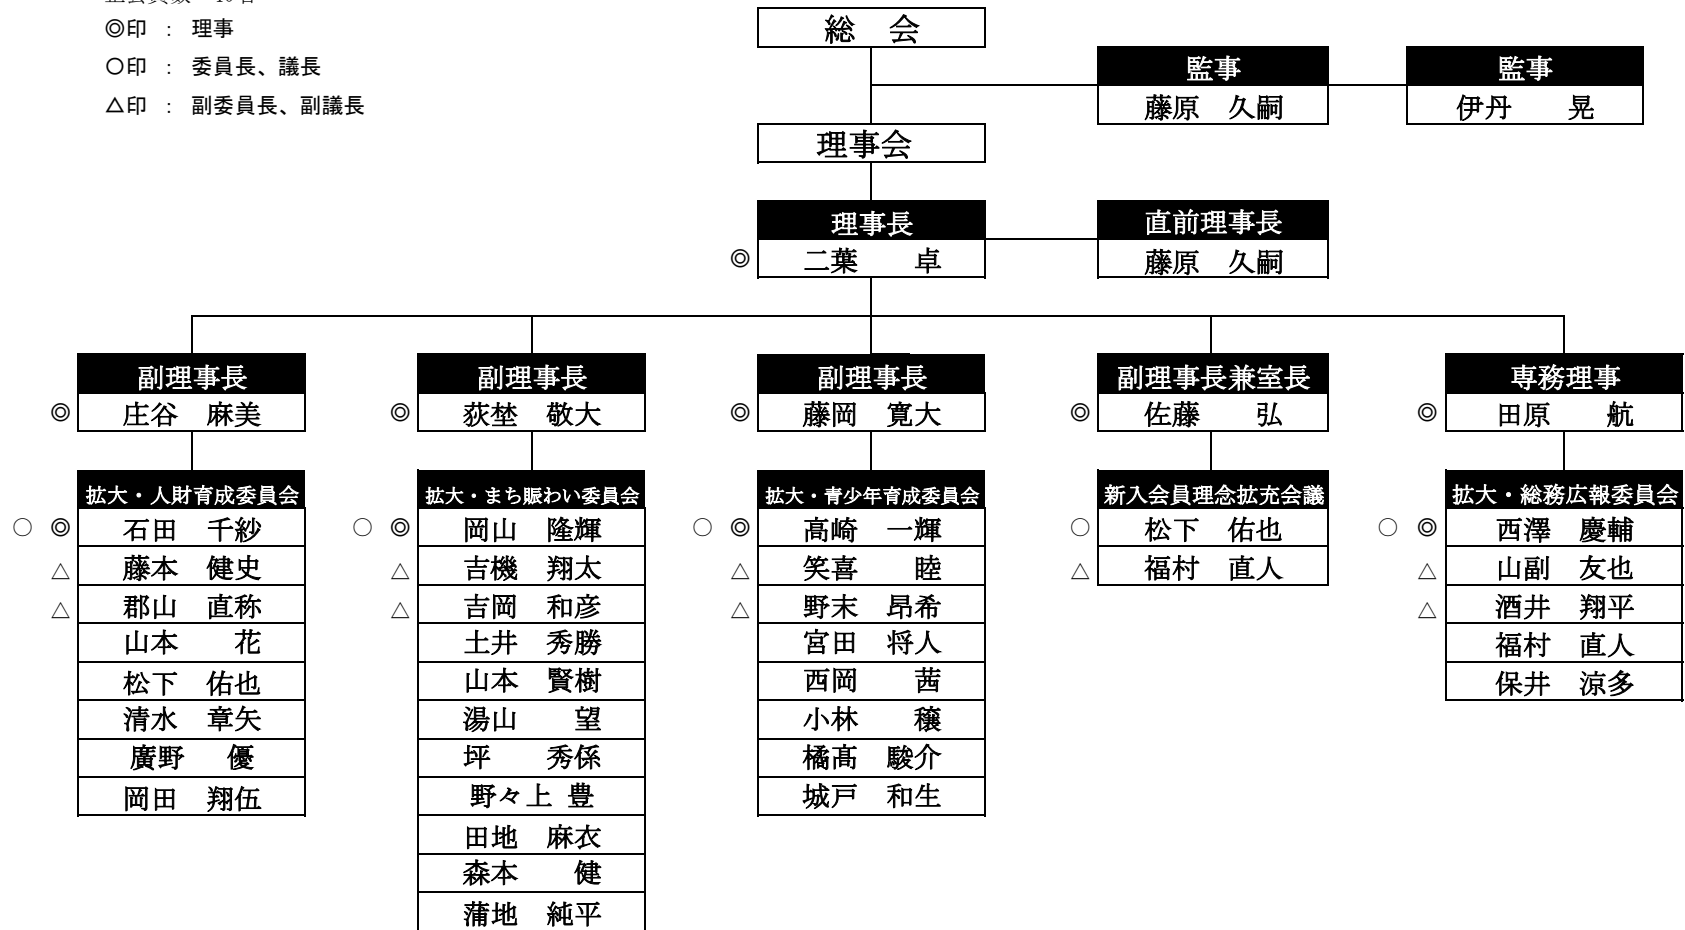 ◎印 ： 理事
〇印 ： 委員長、議長
△印 ： 副委員長、副議長
総　会
監事
藤原　久嗣
監事
伊丹　　晃
理事会
理事長
◎ 二葉　　卓
直前理事長
藤原　久嗣
副理事長
◎ 庄谷　麻美
拡大・人財育成委員会
〇 ◎ 石田　千紗
△ 藤本　健史
△ 郡山　直称
山本　　花
松下　佑也
清水　章矢
廣野　優
岡田　翔伍
副理事長
◎ 荻埜　敬大
拡大・まち賑わい委員会
〇 ◎ 岡山　隆輝
△ 吉機　翔太
△ 吉岡　和彦
土井　秀勝
山本　賢樹
湯山　　望
坪　　秀係
野々上 豊
田地　麻衣
森本　　健
蒲地　純平
副理事長
◎ 藤岡　寛大
拡大・青少年育成委員会
〇 ◎ 高崎　一輝
△ 笑喜　　睦
△ 野末　昂希
宮田　将人
西岡　　茜
小林　　穣
橘髙　駿介
城戸　和生
副理事長兼室長
◎ 佐藤　　弘
新入会員理念拡充会議
〇 松下　佑也
△ 福村　直人
専務理事
◎ 田原　　航
拡大・総務広報委員会
〇 ◎ 西澤　慶輔
△ 山副　友也
△ 酒井　翔平
福村　直人
保井　涼多